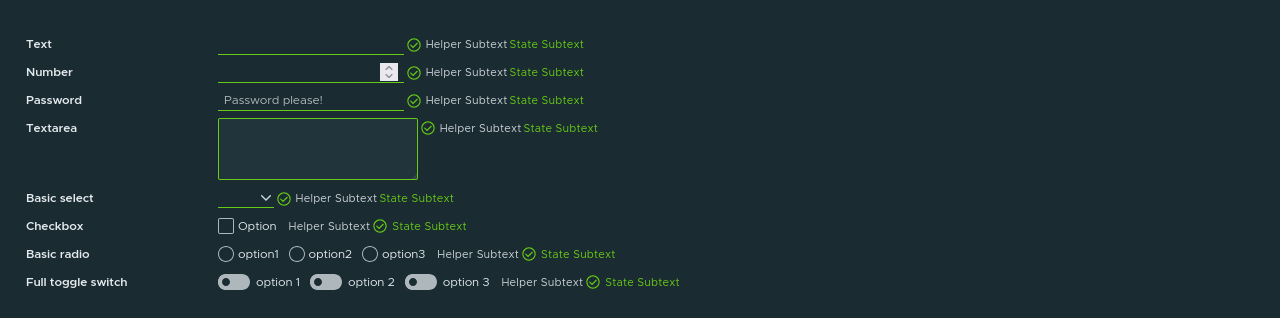 Text Helper Subtext State Subtext
Number Helper Subtext State Subtext
Password Password please! Helper Subtext State Subtext
Textarea Helper Subtext State Subtext
Basic select Helper Subtext State Subtext
Checkbox Option Helper Subtext State Subtext
Basic radio option1 option2 option3 Helper Subtext State Subtext
Full toggle switch option 1 option 2 option 3 Helper Subtext State Subtext